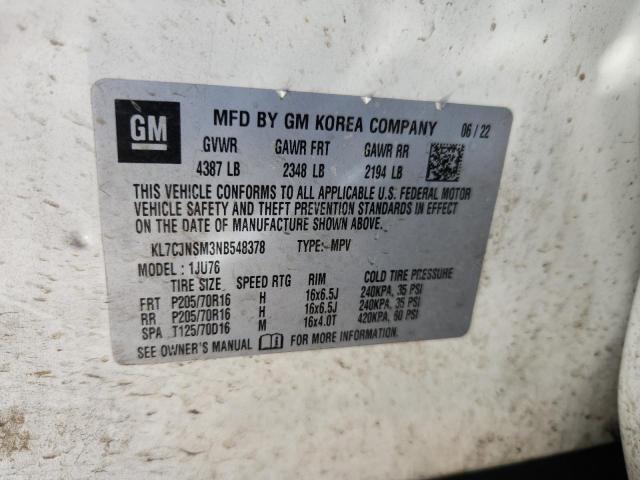 GM
MFD BY GM KOREA COMPANY 06 / 22
GVWR GAWR FRT GAWR RR
4387 LB 2348 LB 2194 LB
THIS VEHICLE CONFORMS TO ALL APPLICABLE U.S. FEDERAL MOTOR
VEHICLE SAFETY AND THEFT PREVENTION STANDARDS IN EFFECT
ON THE DATE OF MANUFACTURE SHOWN ABOVE.
KL7CJNSM3NB548378 TYPE: MPV
MODEL : 1JU76
TIRE SIZE SPEED RTG RIM COLD TIRE PRESSURE
FRT P205/70R16 H 16x6.5J 240KPA, 35 PSI
RR P205/70R16 H 16x6.5J 240KPA, 35 PSI
SPA T125/70D16 M 16x4.0T 420KPA, 60 PSI
SEE OWNER'S MANUAL FOR MORE INFORMATION